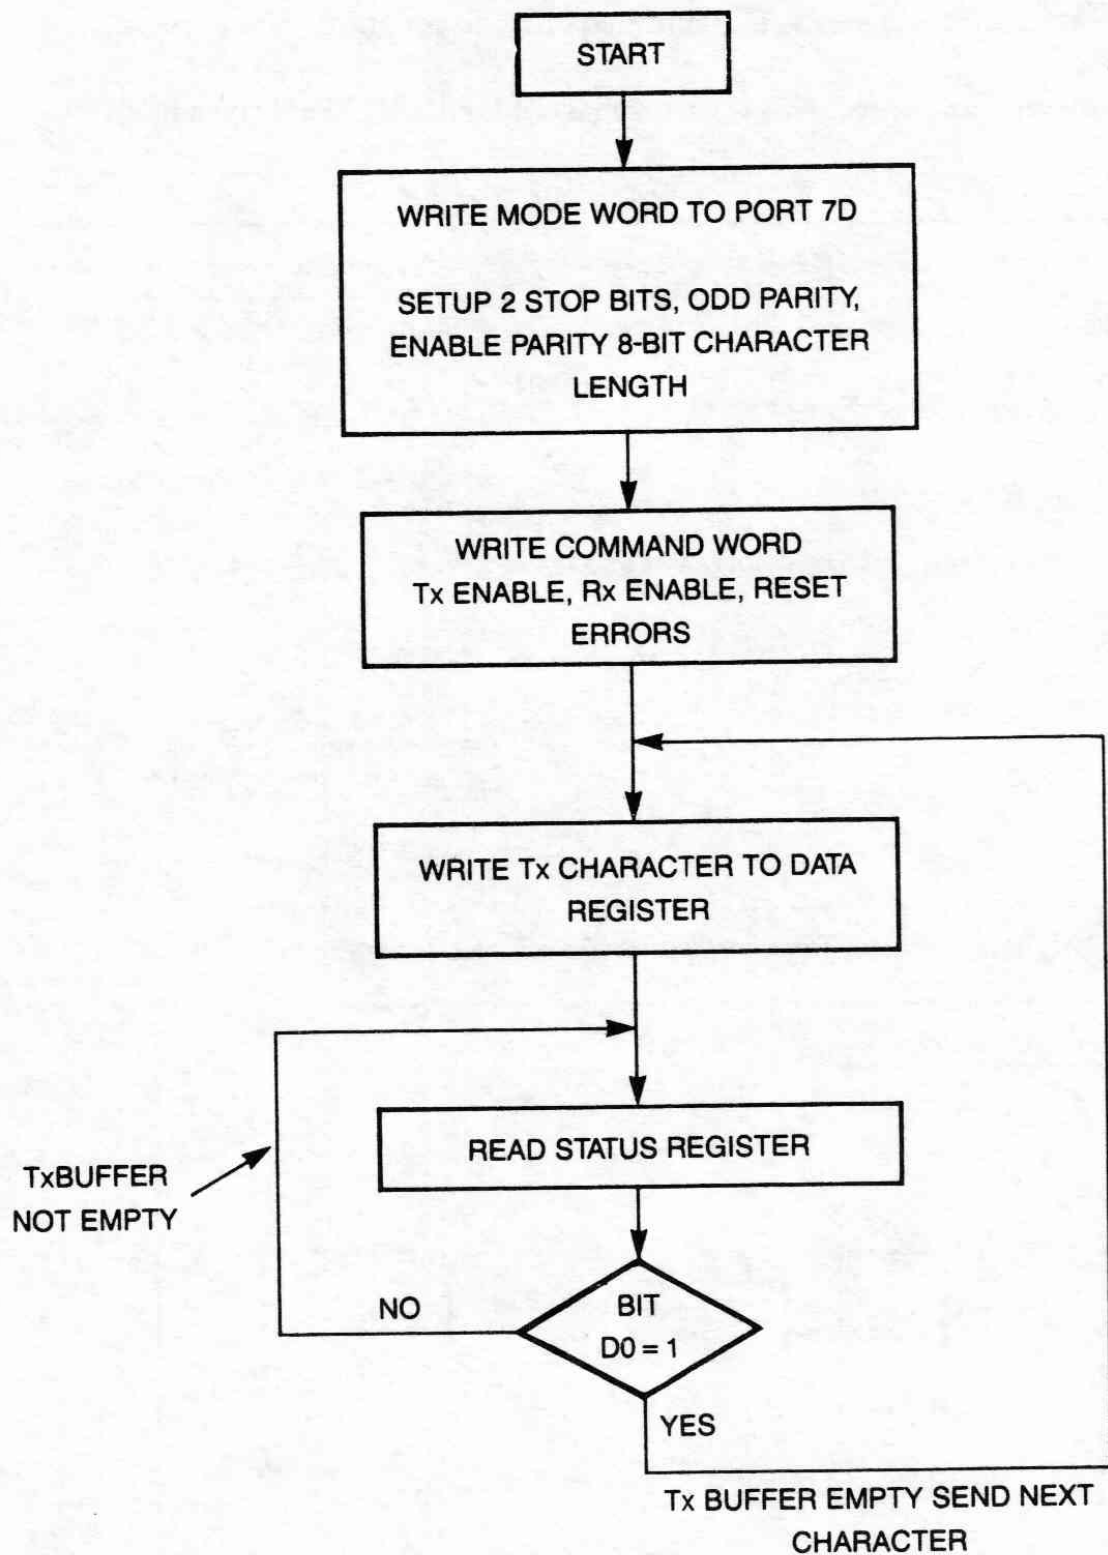 START
WRITE MODE WORD TO PORT 7D
SETUP 2 STOP BITS, ODD PARITY,
ENABLE PARITY 8-BIT CHARACTER
LENGTH
WRITE COMMAND WORD
Tx ENABLE, Rx ENABLE, RESET
ERRORS
WRITE Tx CHARACTER TO DATA
REGISTER
READ STATUS REGISTER
TxBUFFER
NOT EMPTY
NO
BIT
D0 = 1
YES
Tx BUFFER EMPTY SEND NEXT
CHARACTER